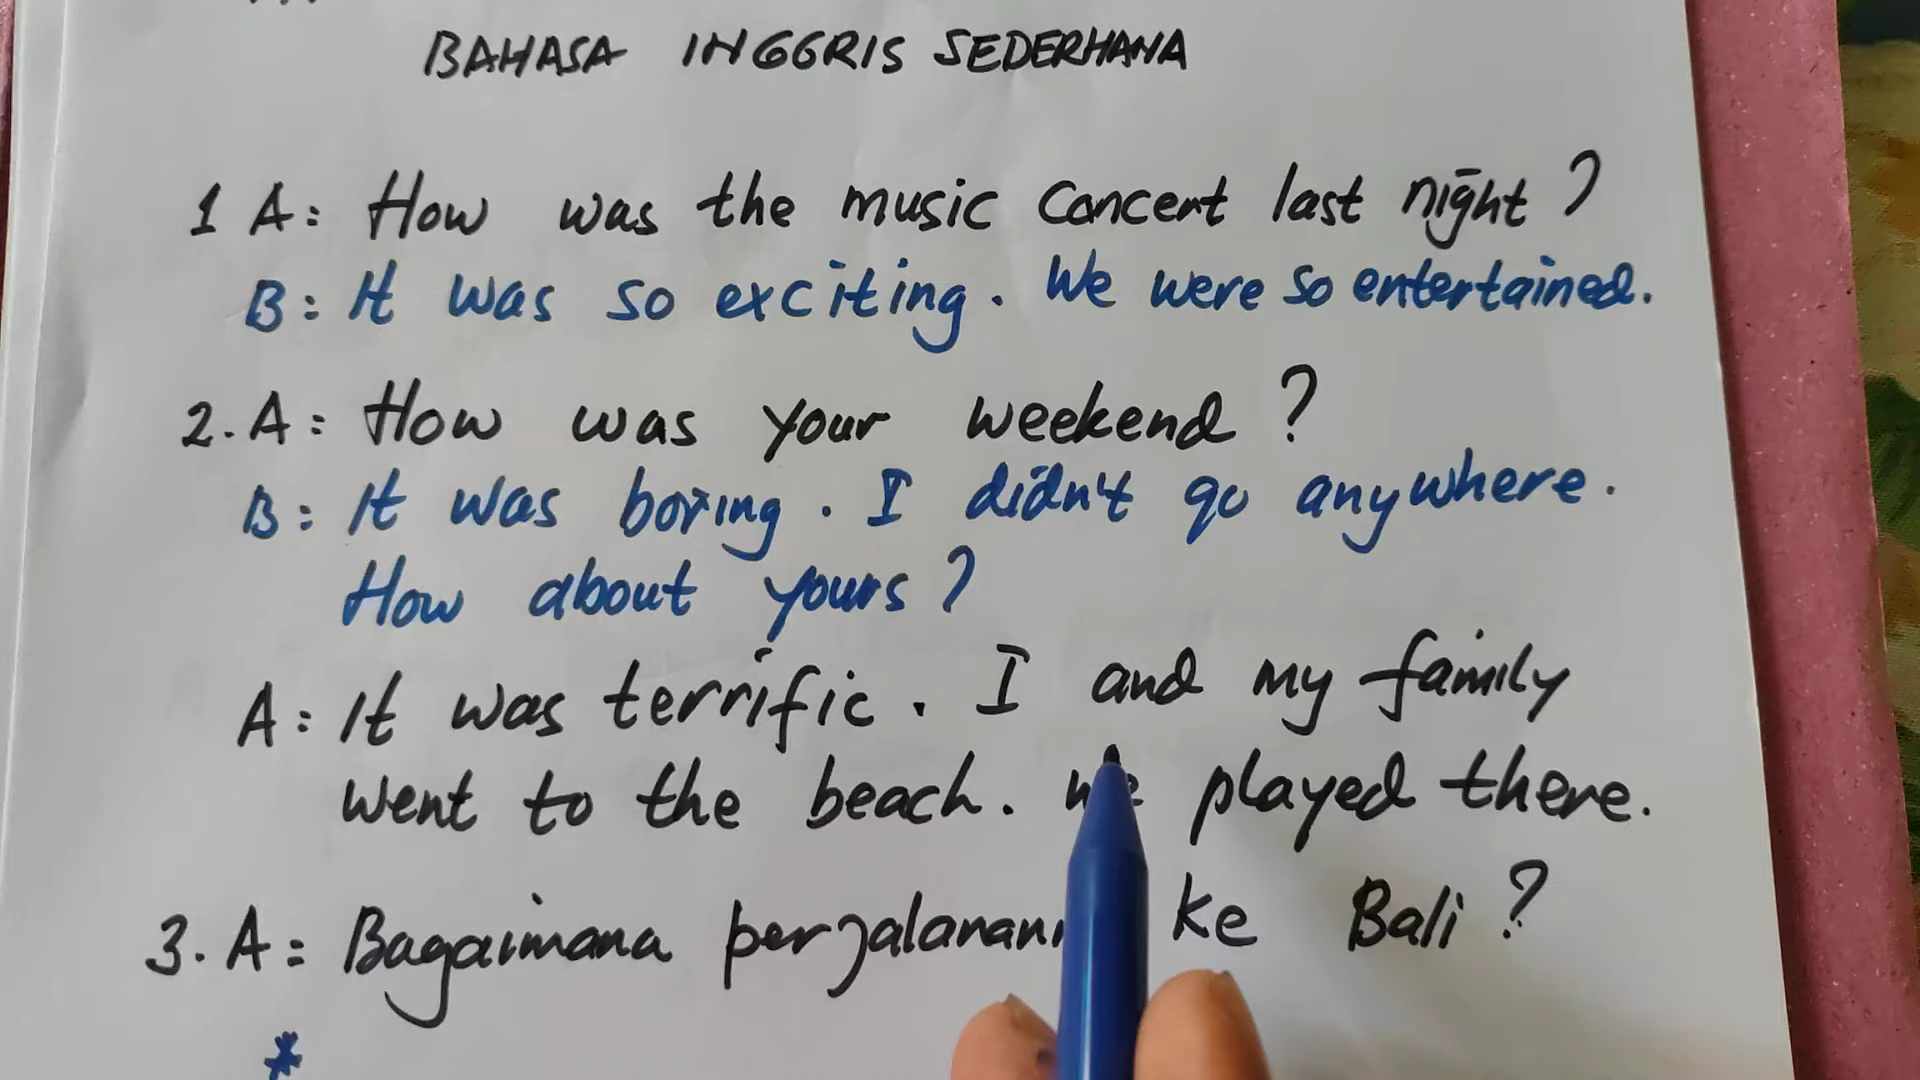 BAHASA INGGRIS SEDERHANA
1 A: How was the music concert last night?
B: It was so exciting. We were so entertained.
2. A: How was your weekend?
B: It was boring. I didn't go anywhere.
How about yours?
A: It was terrific. I and my family
went to the beach. we played there.
3. A: Bagaimana ke Bali?
*